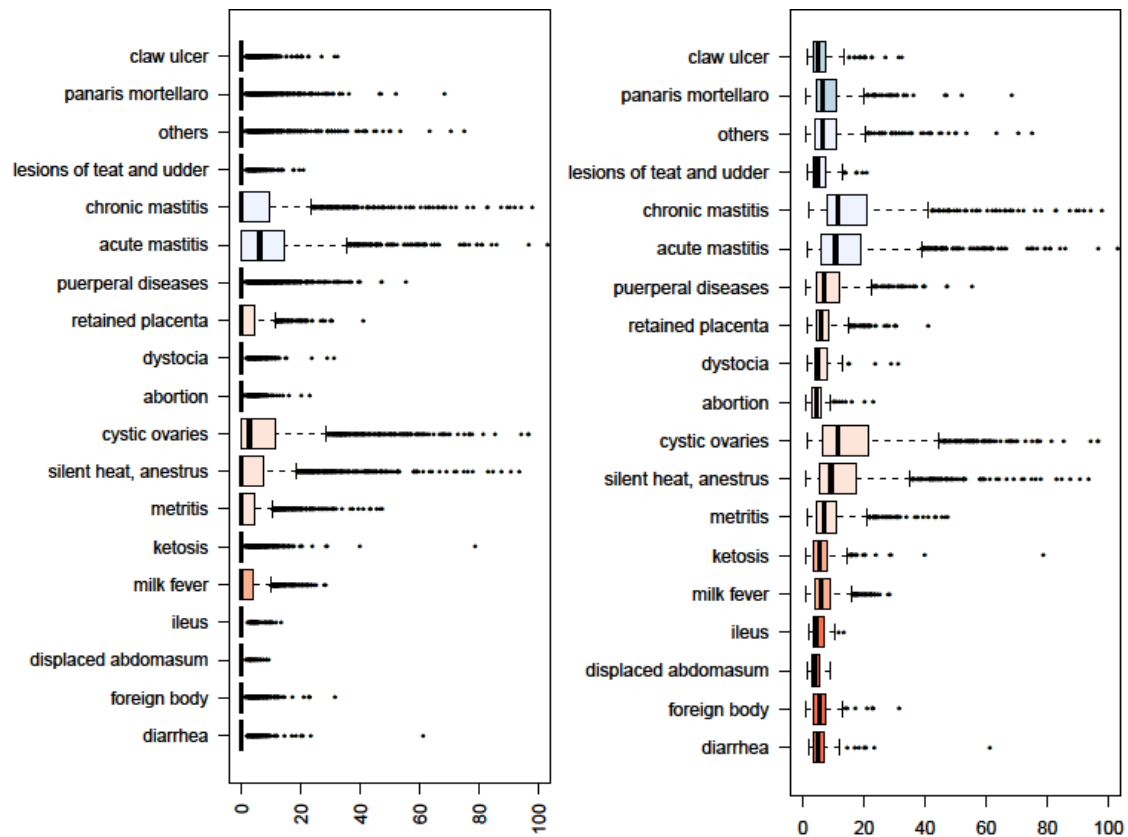 claw ulcer
panaris mortellaro
others
lesions of teat and udder
chronic mastitis
acute mastitis
puerperal diseases
retained placenta
dystocia
abortion
cystic ovaries
silent heat, anestrus
metritis
ketosis
milk fever
ileus
displaced abdomasum
foreign body
diarrhea
0 20 40 60 80 100
claw ulcer
panaris mortellaro
others
lesions of teat and udder
chronic mastitis
acute mastitis
puerperal diseases
retained placenta
dystocia
abortion
cystic ovaries
silent heat, anestrus
metritis
ketosis
milk fever
ileus
displaced abdomasum
foreign body
diarrhea
0 20 40 60 80 100